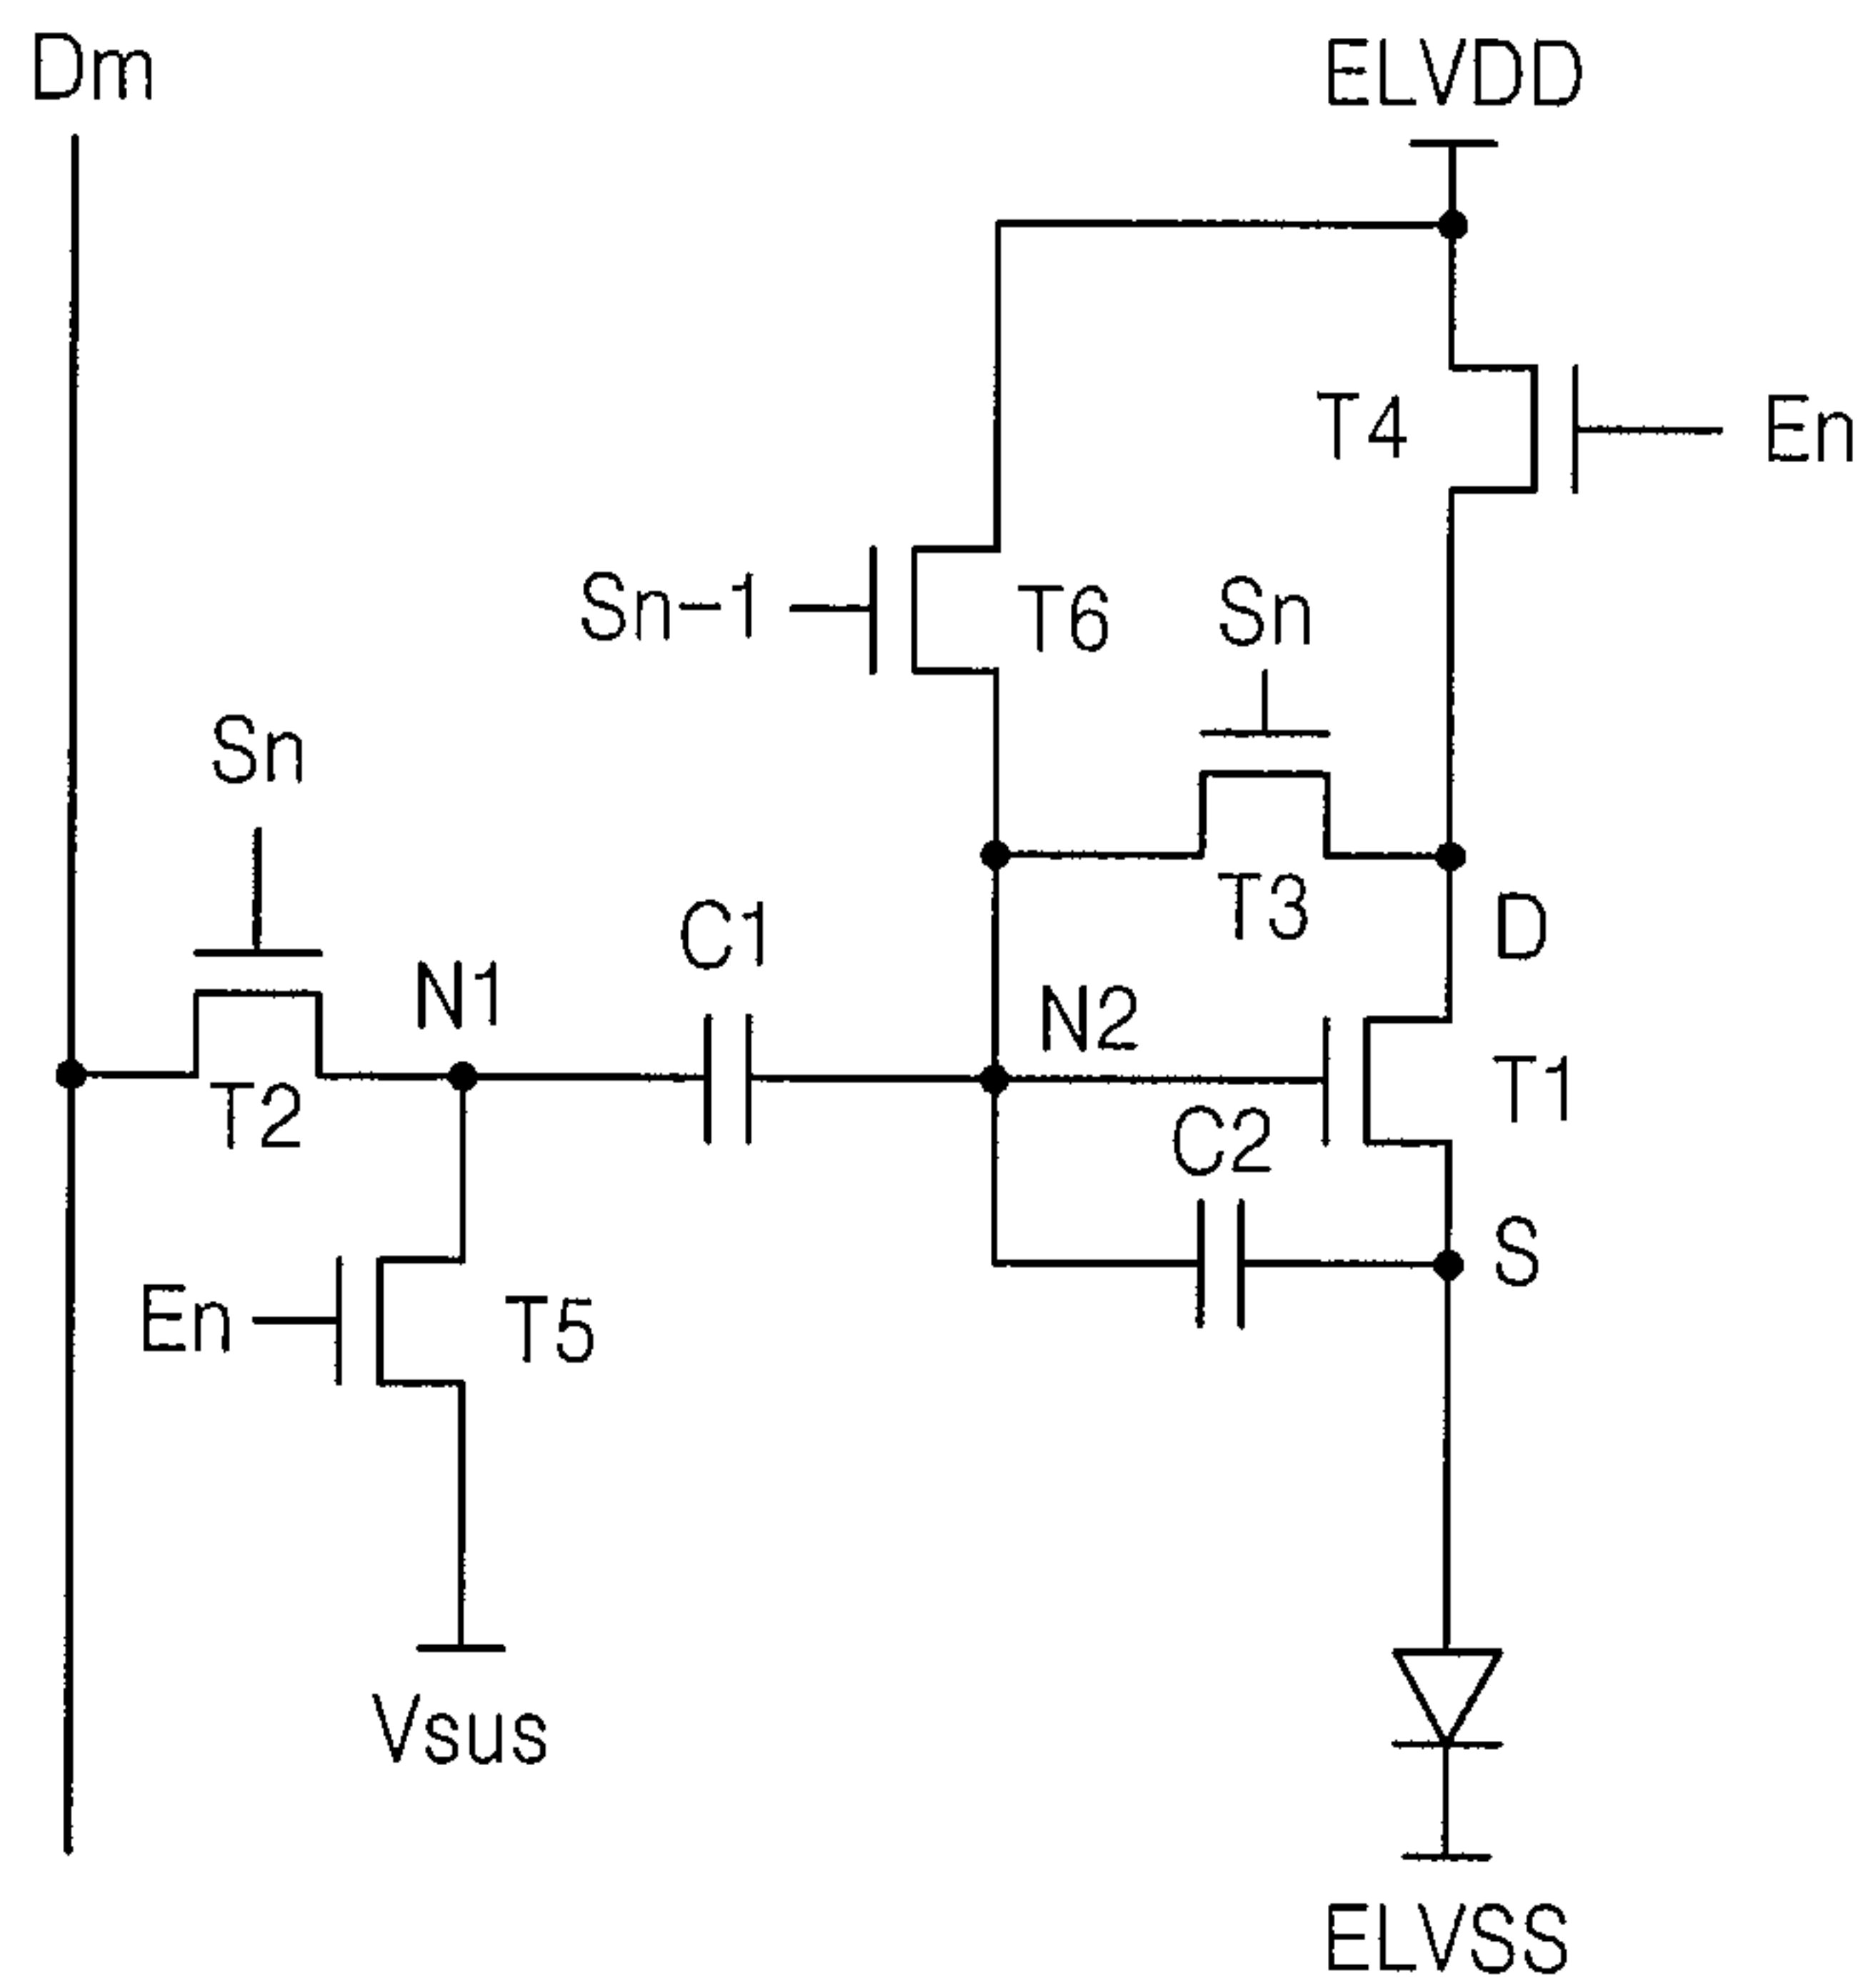 Dm
ELVDD
T4
En
Sn-1
T6
Sn
Sn
T3
C1
D
N1
N2
T2
T1
C2
S
En
T5
Vsus
ELVSS